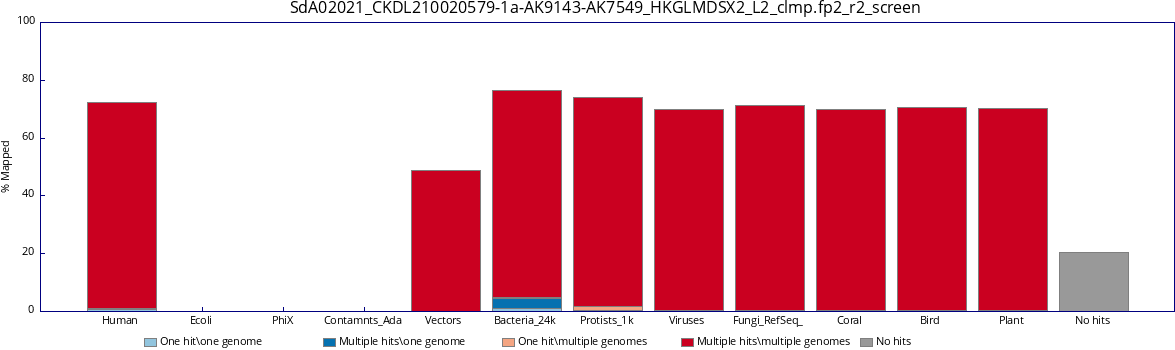 SdA02021_CKDL210020579-1a-AK9143-AK7549_HKGLMDSX2_L2_clmp.fp2_r2_screen
100
80
60
40
20
0
% Mapped
Human Ecoli PhiX Contamnts_Ada Vectors Bacteria_24k Protists_1k Viruses Fungi_RefSeq_ Coral Bird Plant No hits
One hit\one genome Multiple hits\one genome One hit\multiple genomes Multiple hits\multiple genomes No hits